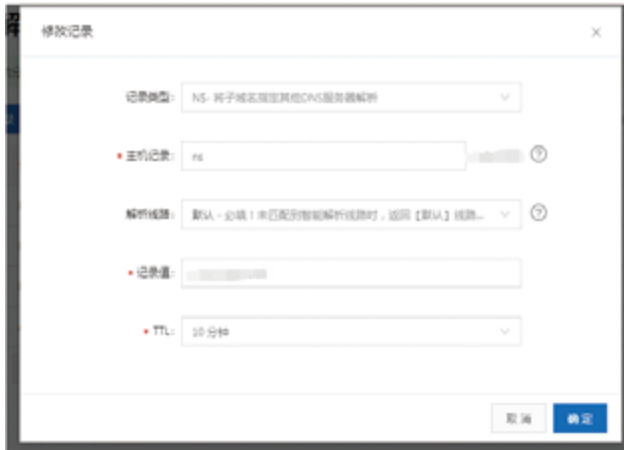 修改记录
记录类型: NS- 将子域名指定其他DNS服务器解析
* 主机记录: ns
解析线路: 默认 - 必填！未匹配到智能解析线路时，返回【默认】线路...
* 记录值:
* TTL: 10 分钟
取消 确定